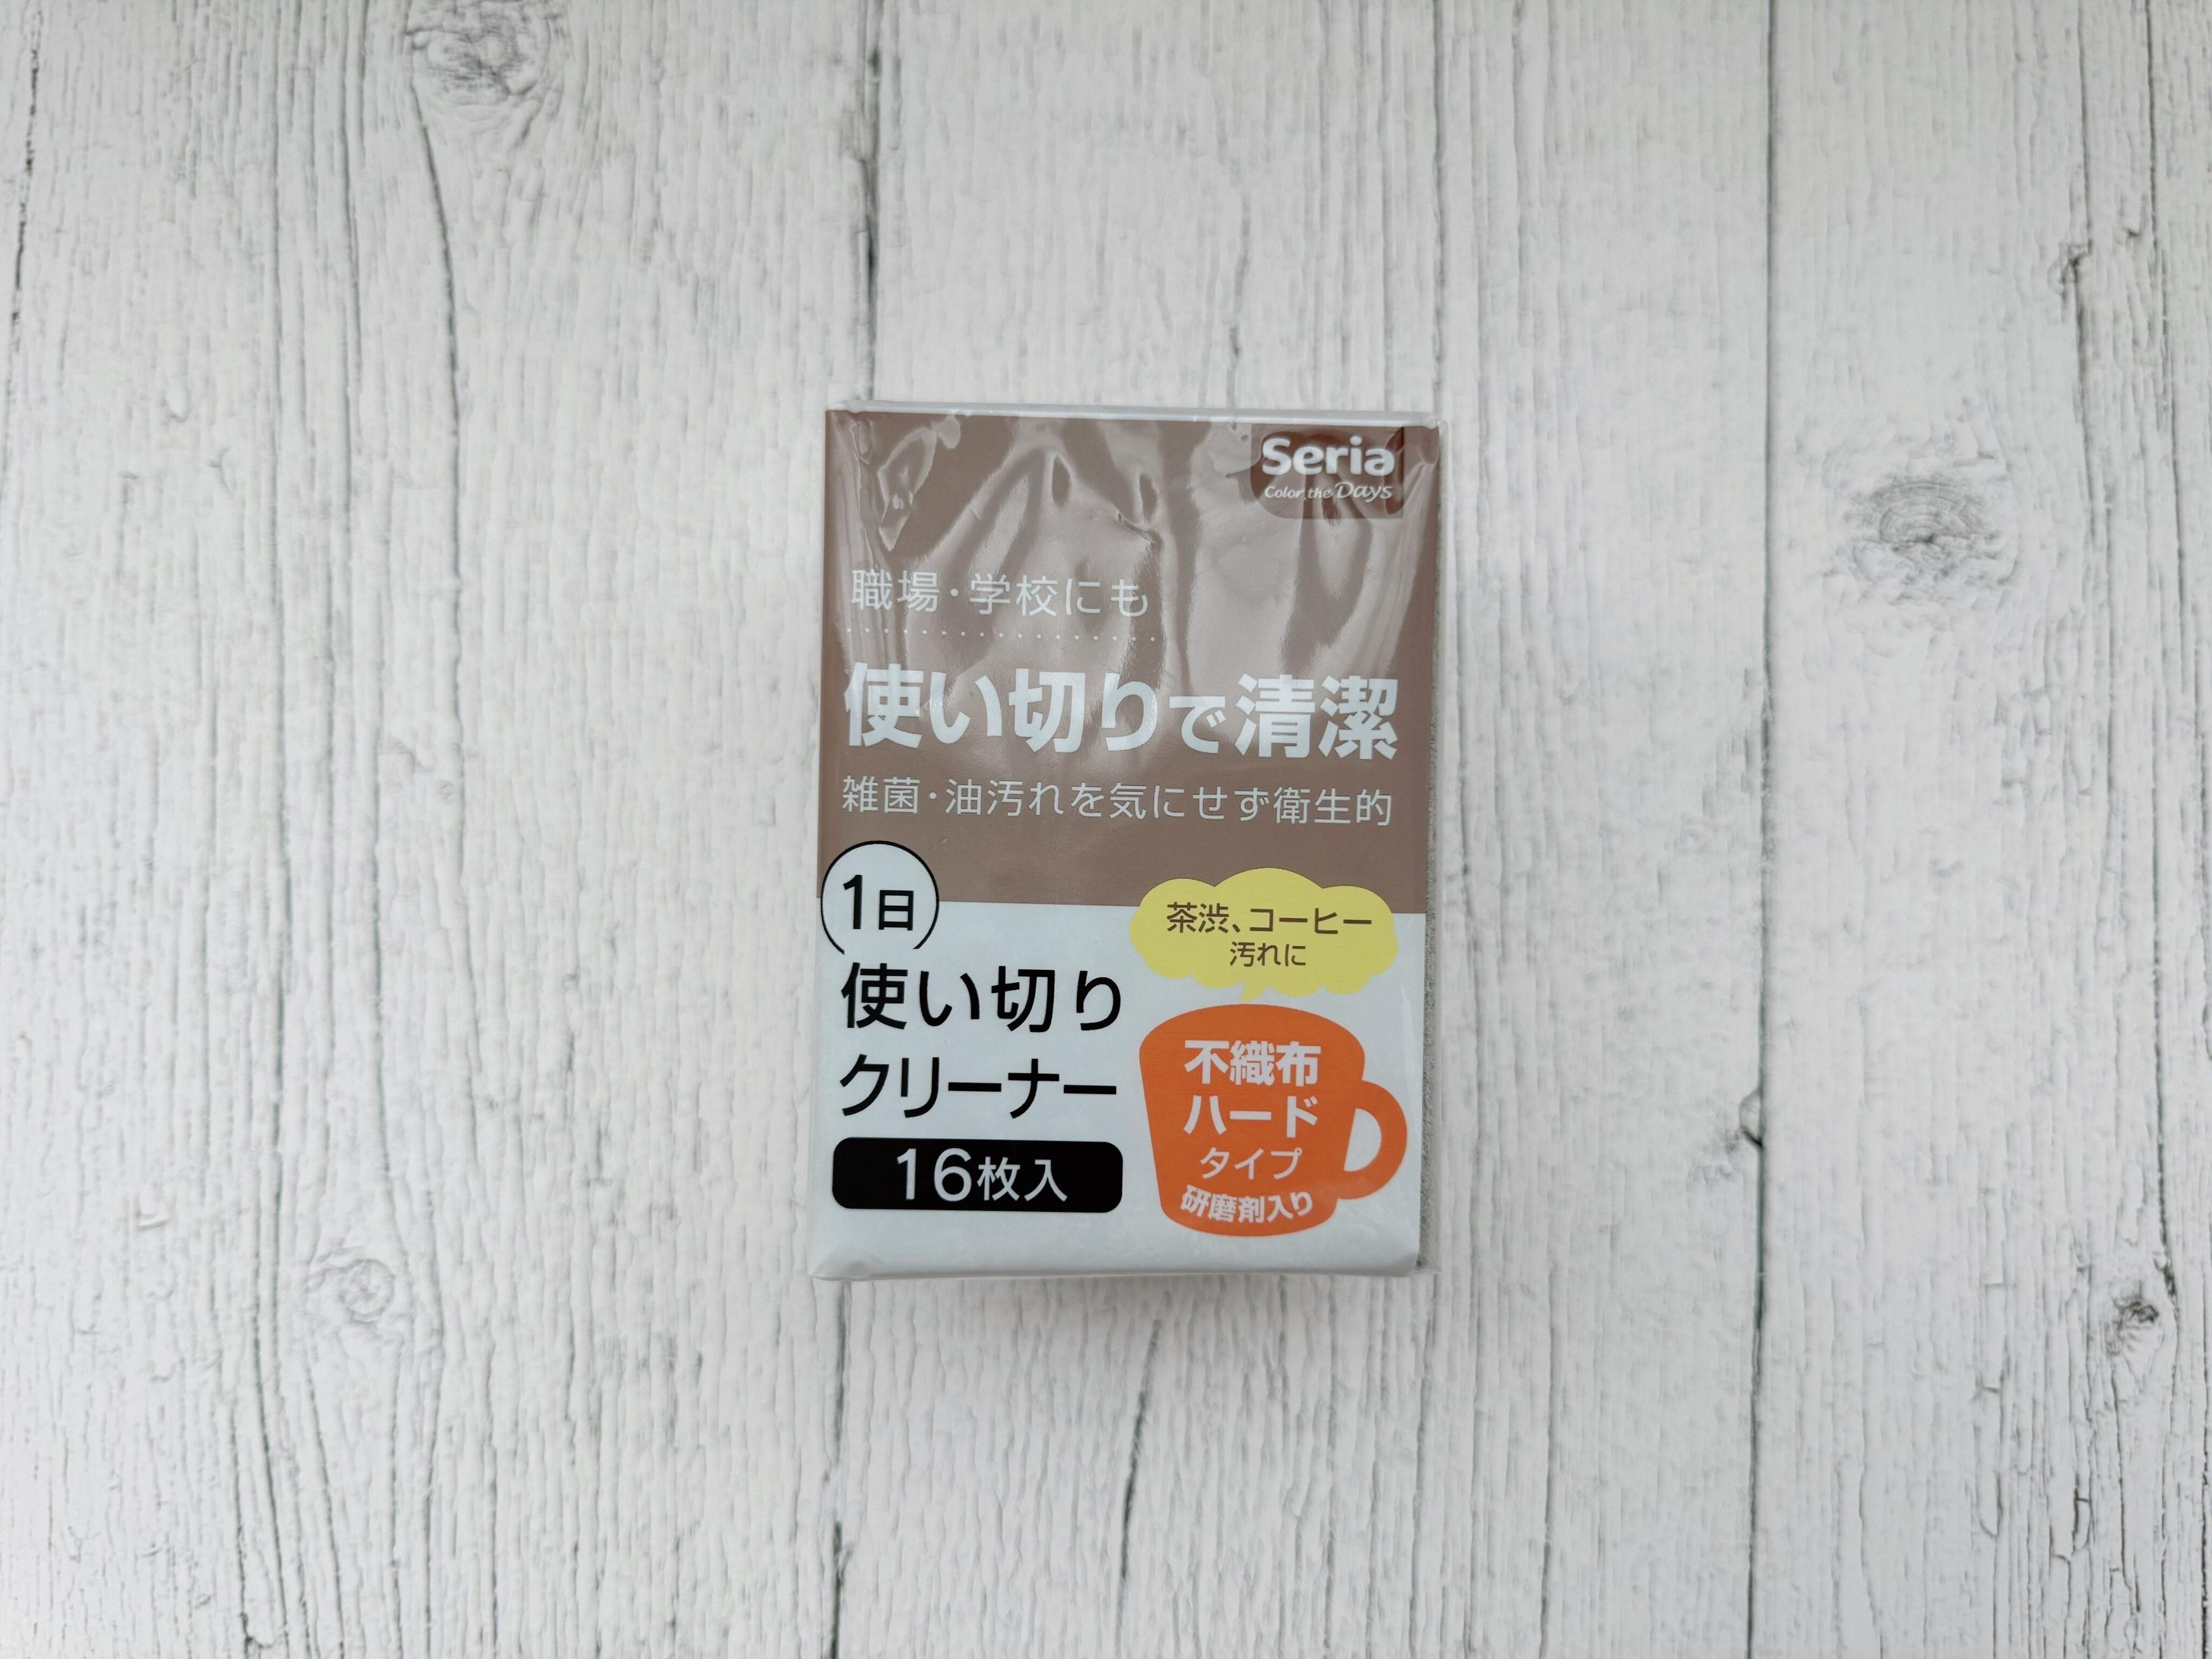 Seria
Color the Days
職場・学校にも
使い切りで清潔
雑菌・油汚れを気にせず衛生的
1日
使い切り
クリーナー
16枚入
茶渋、コーヒー
汚れに
不織布
ハード
タイプ
研磨剤入り